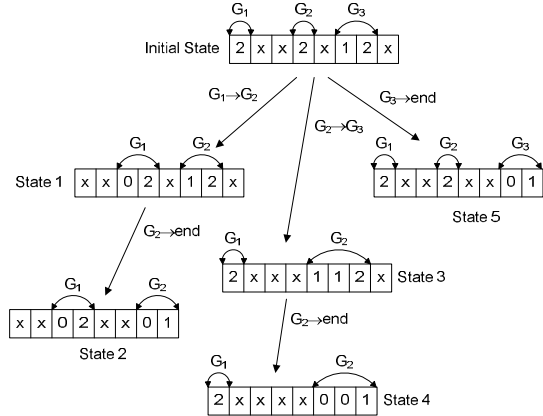 G1 G2 G3
Initial State 2 x x 2 x 1 2 x
G1→G2 G2→G3 G3→end
G1 G2
State 1 x x 0 2 x 1 2 x
G1 G2 G3
2 x x 2 x x 0 1
State 5
G2→end
G1 G2
2 x x x 1 1 2 x State 3
G1 G2
x x 0 2 x x 0 1
State 2
G2→end
G1 G2
2 x x x x 0 0 1 State 4